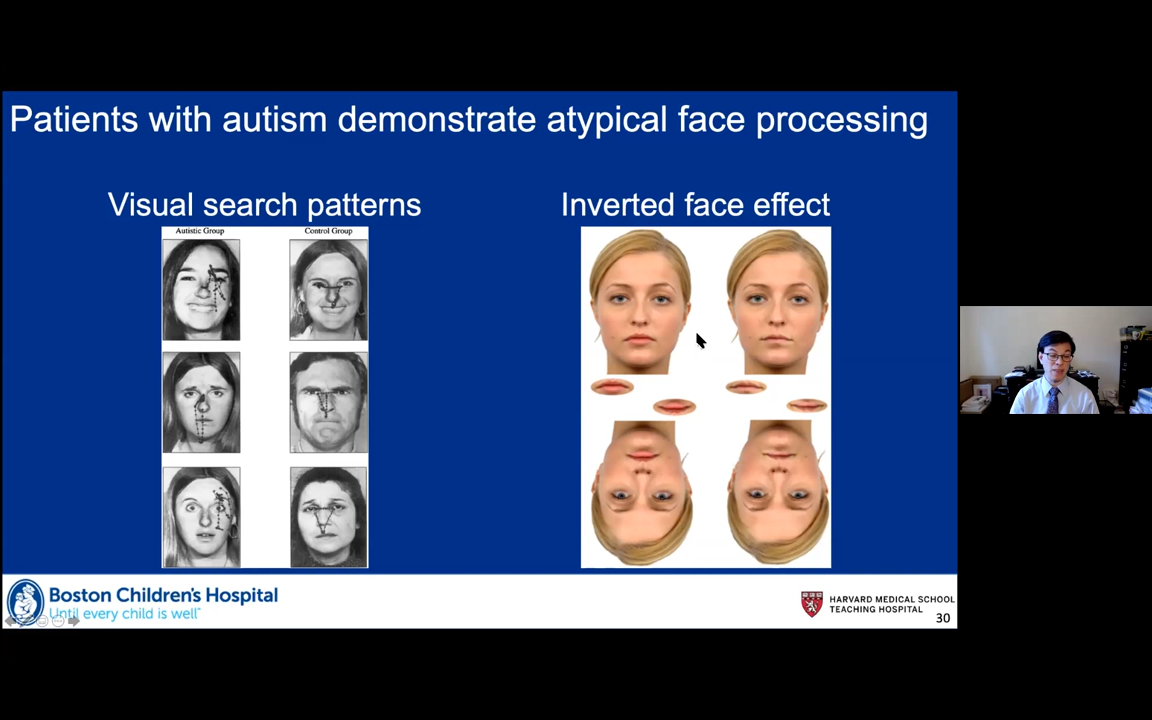 Patients with autism demonstrate atypical face processing
Visual search patterns
Inverted face effect
Autistic Group
Control Group
Boston Children's Hospital
Until every child is well™
HARVARD MEDICAL SCHOOL
TEACHING HOSPITAL
30